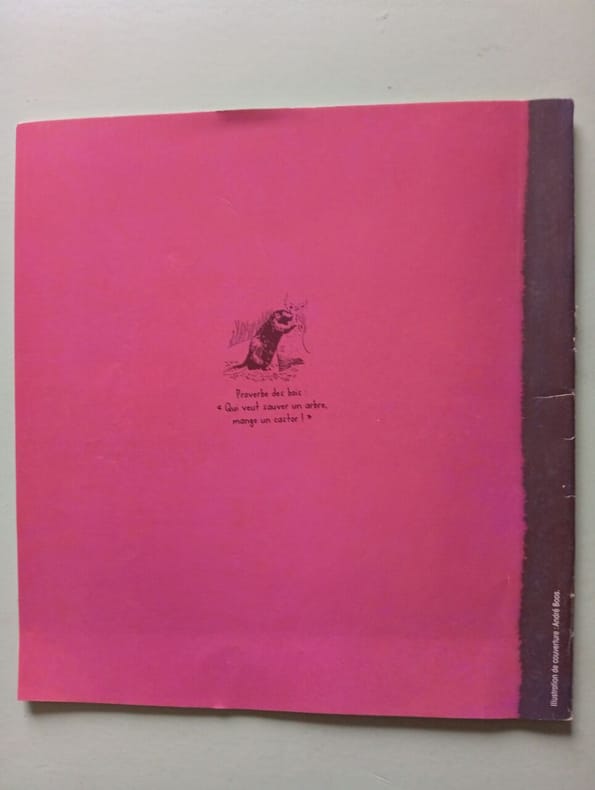 Proverbe des bois
« Qui veut sauver un arbre,
mange un castor ! »
Illustration de couverture : André Boos.